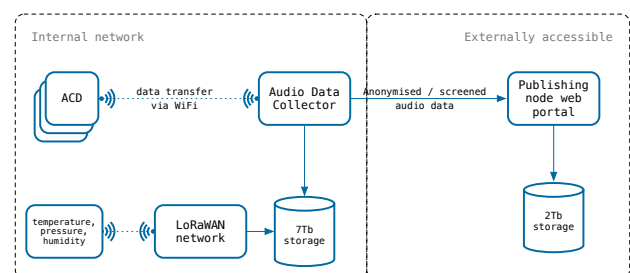 Internal network
Externally accessible
ACD
data transfer
via WiFi
Audio Data
Collector
Anonymised / screened
audio data
Publishing
node web
portal
temperature,
pressure,
humidity
LoRaWAN
network
7Tb
storage
2Tb
storage